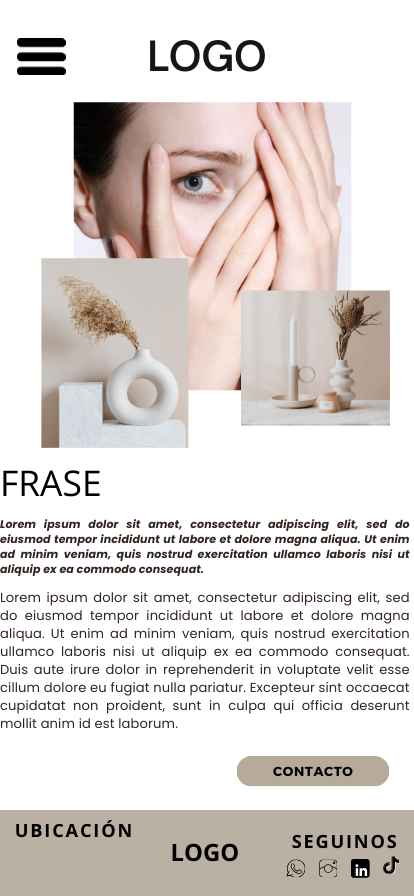 LOGO
FRASE
Lorem ipsum dolor sit amet, consectetur adipiscing elit, sed do
eiusmod tempor incididunt ut labore et dolore magna aliqua. Ut enim
ad minim veniam, quis nostrud exercitation ullamco laboris nisi ut
aliquip ex ea commodo consequat.
Lorem ipsum dolor sit amet, consectetur adipiscing elit, sed
do eiusmod tempor incididunt ut labore et dolore magna
aliqua. Ut enim ad minim veniam, quis nostrud exercitation
ullamco laboris nisi ut aliquip ex ea commodo consequat.
Duis aute irure dolor in reprehenderit in voluptate velit esse
cillum dolore eu fugiat nulla pariatur. Excepteur sint occaecat
cupidatat non proident, sunt in culpa qui officia deserunt
mollit anim id est laborum.
CONTACTO
UBICACIÓN
LOGO
SEGUINOS